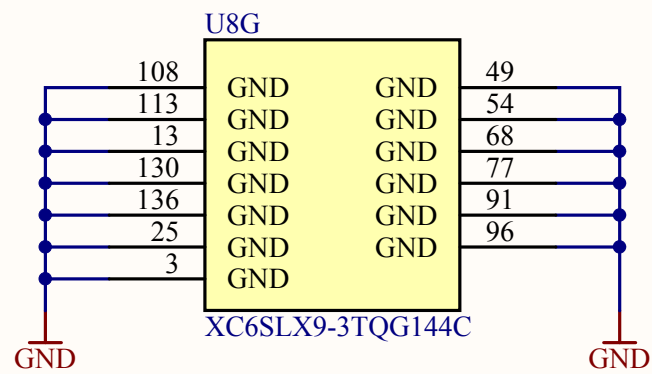 U8G
108 GND GND 49
113 GND GND 54
13 GND GND 68
130 GND GND 77
136 GND GND 91
25 GND GND 96
3 GND
XC6SLX9-3TQG144C
GND GND